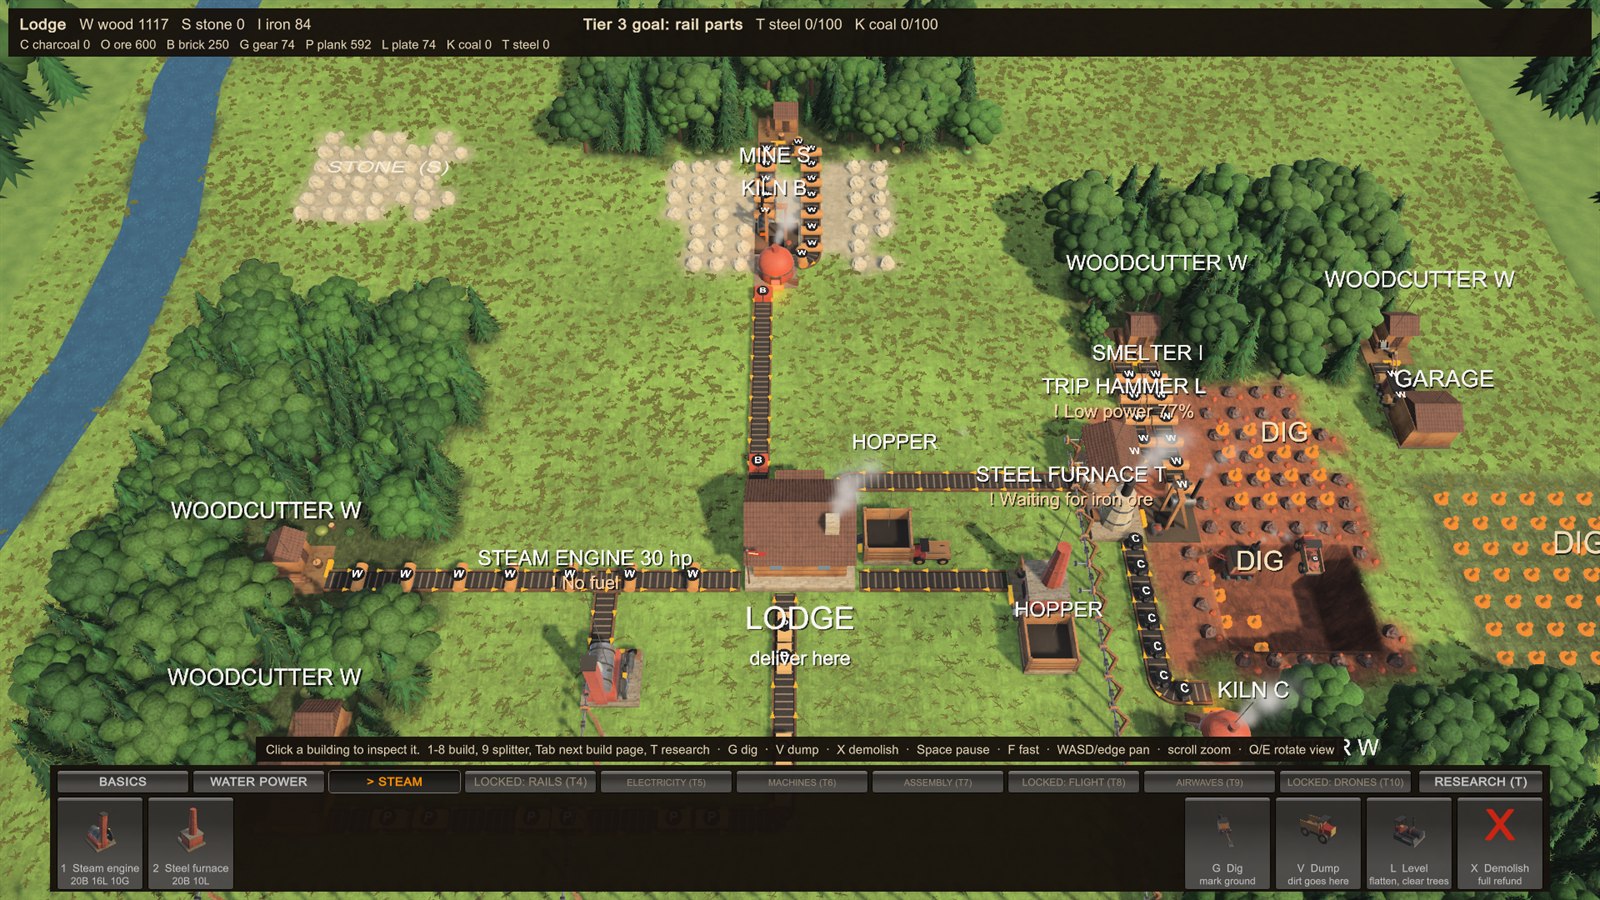 Lodge W wood 1117 S stone 0 I iron 84
C charcoal 0 O ore 600 B brick 250 G gear 74 P plank 592 L plate 74 K coal 0 T steel 0
Tier 3 goal: rail parts T steel 0/100 K coal 0/100
STONE (S)
MINE S
KILN B
WOODCUTTER W
WOODCUTTER W
SMELTER I
TRIP HAMMER L
! Low power 77%
GARAGE
DIG
HOPPER
STEEL FURNACE T
! Waiting for iron ore
WOODCUTTER W
STEAM ENGINE 30 hp
! No fuel
DIG
DIG
HOPPER
LODGE
deliver here
WOODCUTTER W
KILN C
R W
Click a building to inspect it. 1-8 build, 9 splitter, Tab next build page, T research · G dig · V dump · X demolish · Space pause · F fast · WASD/edge pan · scroll zoom · Q/E rotate view
BASICS
WATER POWER
> STEAM
LOCKED: RAILS (T4)
ELECTRICITY (T5)
MACHINES (T6)
ASSEMBLY (T7)
LOCKED: FLIGHT (T8)
AIRWAVES (T9)
LOCKED: DRONES (T10)
RESEARCH (T)
1 Steam engine
20B 16L 10G
2 Steel furnace
20B 10L
G Dig
mark ground
V Dump
dirt goes here
L Level
flatten, clear trees
X Demolish
full refund